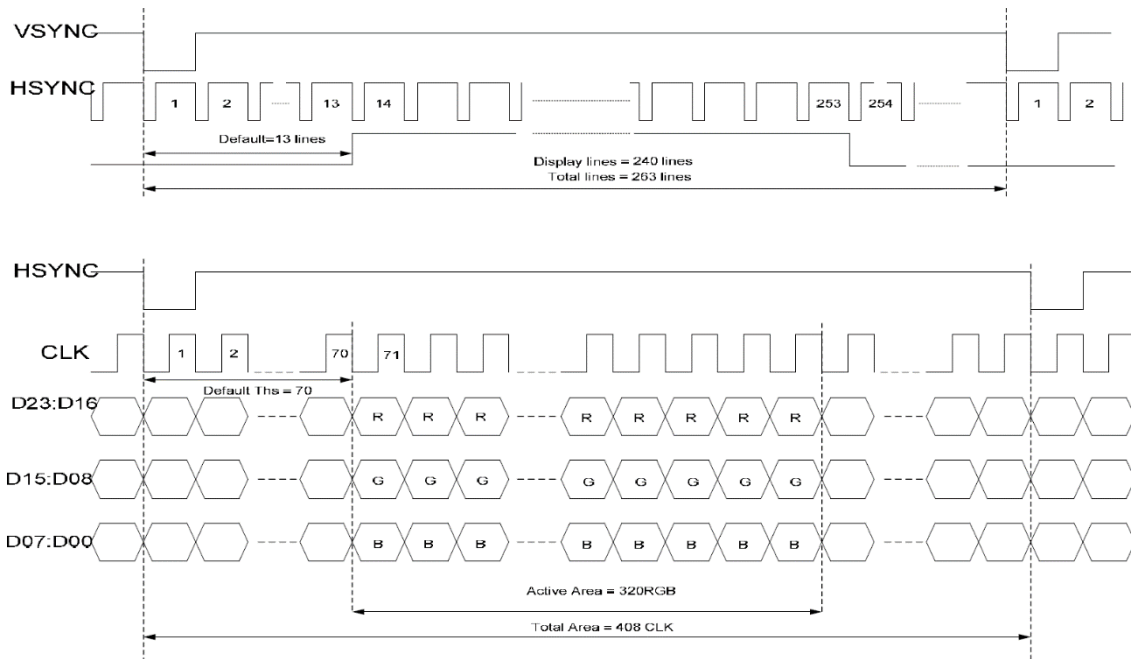 VSYNC
HSYNC
1 2 13 14 253 254 1 2
Default=13 lines
Display lines = 240 lines
Total lines = 263 lines
HSYNC
CLK
1 2 70 71
Default Ths = 70
D23:D16
R R R R R R R R
D15:D08
G G G G G G G G
D07:D00
B B B B B B B B
Active Area = 320RGB
Total Area = 408 CLK